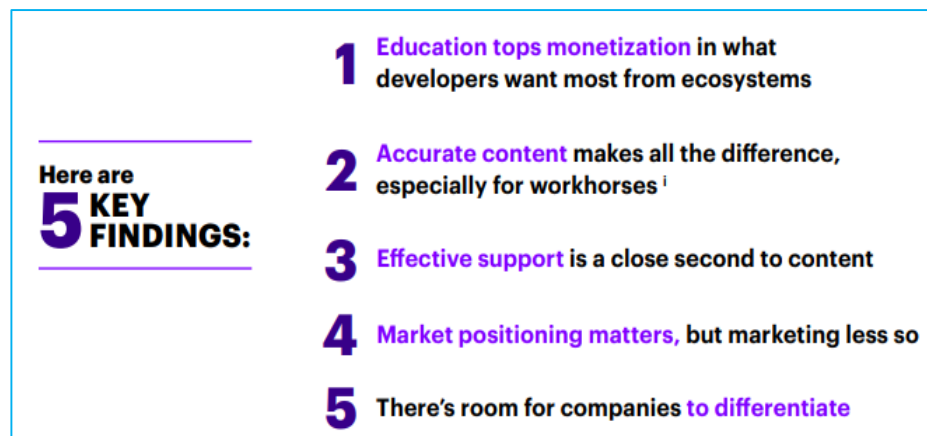 Here are
5 KEY
FINDINGS:
1 Education tops monetization in what
developers want most from ecosystems
2 Accurate content makes all the difference,
especially for workhorses i
3 Effective support is a close second to content
4 Market positioning matters, but marketing less so
5 There's room for companies to differentiate